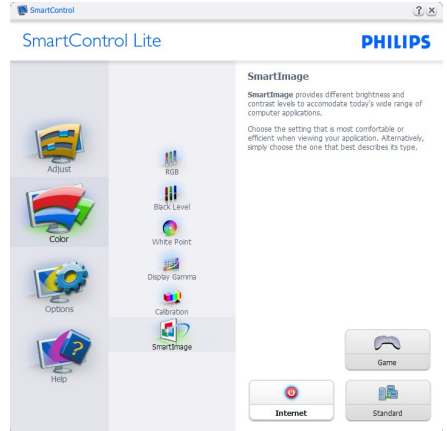 SmartControl
SmartControl Lite
PHILIPS
Adjust
Color
Options
Help
RGB
Black Level
White Point
Display Gamma
Calibration
SmartImage
SmartImage
SmartImage provides different brightness and
contrast levels to accomodate today's wide range of
computer applications.
Choose the setting that is most comfortable or
efficient when viewing your application. Alternatively,
simply choose the one that best describes its type.
Game
Internet
Standard